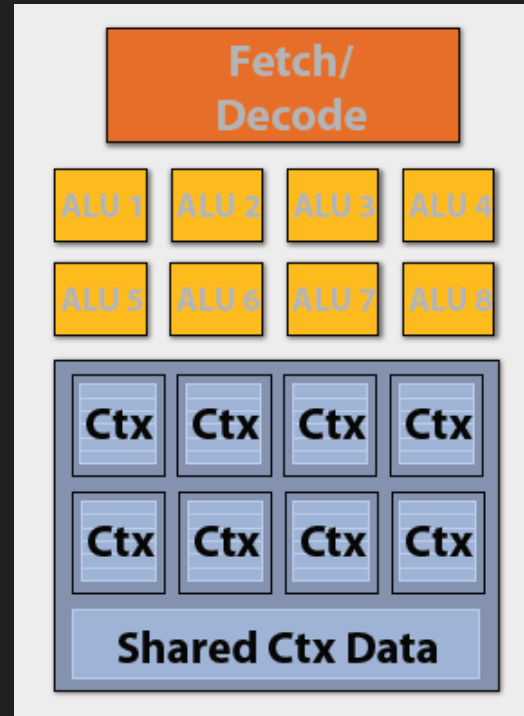 Fetch/
Decode
ALU 1 ALU 2 ALU 3 ALU 4
ALU 5 ALU 6 ALU 7 ALU 8
Ctx Ctx Ctx Ctx
Ctx Ctx Ctx Ctx
Shared Ctx Data